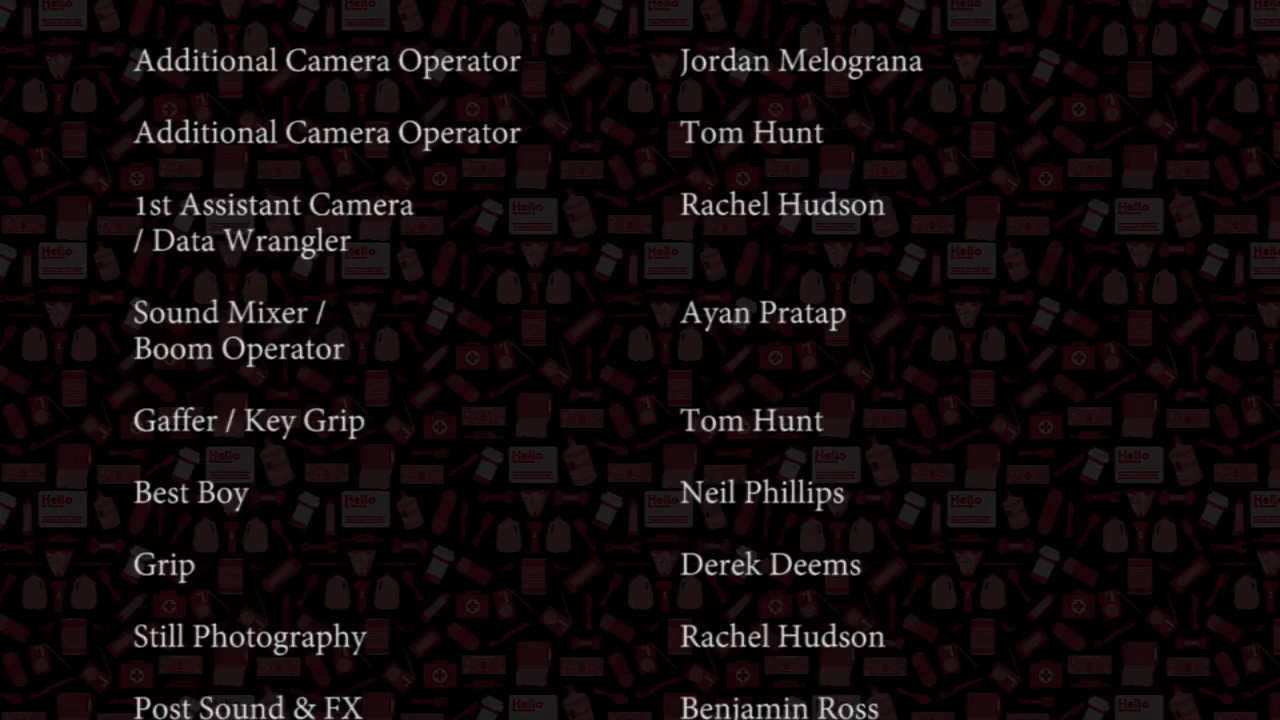 Additional Camera Operator Jordan Melograna
Additional Camera Operator Tom Hunt
1st Assistant Camera Rachel Hudson
/ Data Wrangler
Sound Mixer / Ayan Pratap
Boom Operator
Gaffer / Key Grip Tom Hunt
Best Boy Neil Phillips
Grip Derek Deems
Still Photography Rachel Hudson
Post Sound & FX Benjamin Ross